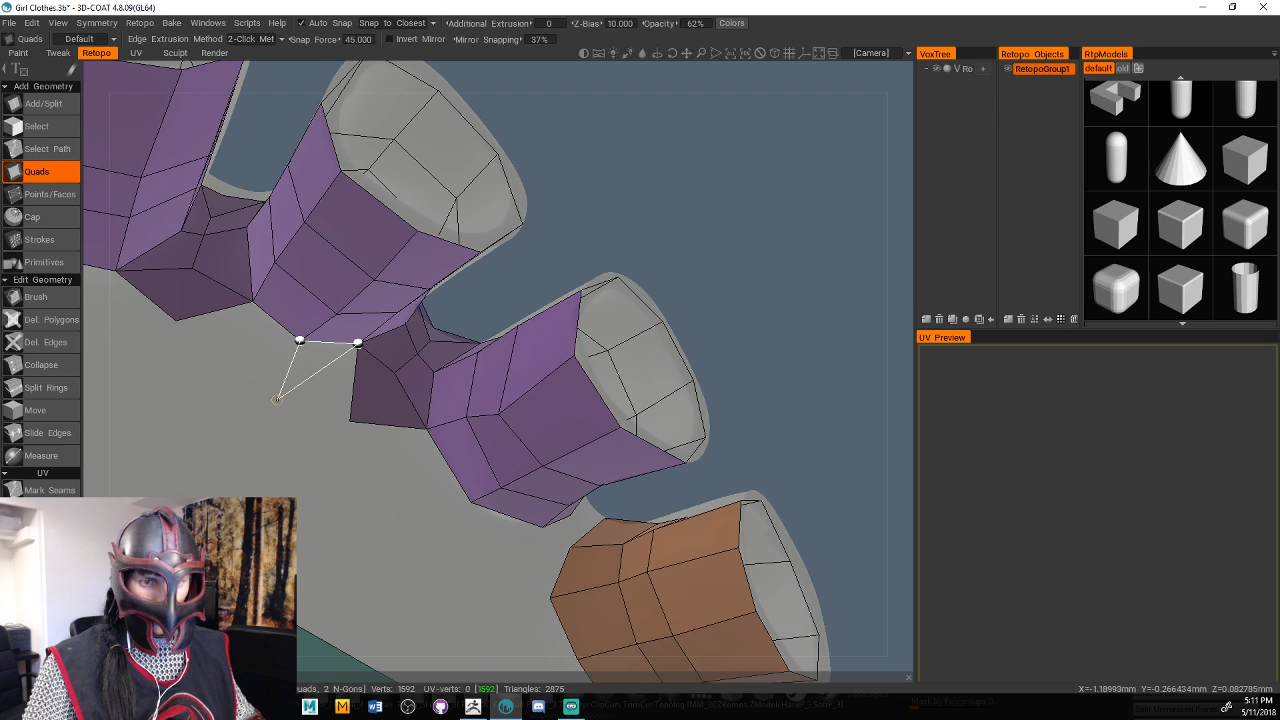 Girl Clothes.3b* - 3D-COAT 4.8.09(GL64)
File Edit View Symmetry Retopo Bake Windows Scripts Help Auto Snap Snap to Closest Additional Extrusion 0 Z-Bias 10.000 Opacity 62% Colors
Quads Default Edge Extrusion Method 2-Click Met Snap Force 45.000 Invert Mirror Mirror Snapping 37%
Paint Tweak Retopo UV Sculpt Render [Camera] VoxTree Retopo Objects RtpModels
V Ro + RetopoGroup1 default old
Add Geometry
Add/Split
Select
Select Path
Quads
Points/Faces
Cap
Strokes
Primitives
Edit Geometry
Brush
Del. Polygons
Del. Edges
UV Preview
Collapse
Split Rings
Move
Slide Edges
Measure
UV
Mark Seams
Quads, 2 N-Gons] Verts: 1592 UV-verts: 0 [1592] Triangles: 2875 X=-1.18993mm Y=-0.266434mm Z=0.082785mm
5:11 PM
5/11/2018